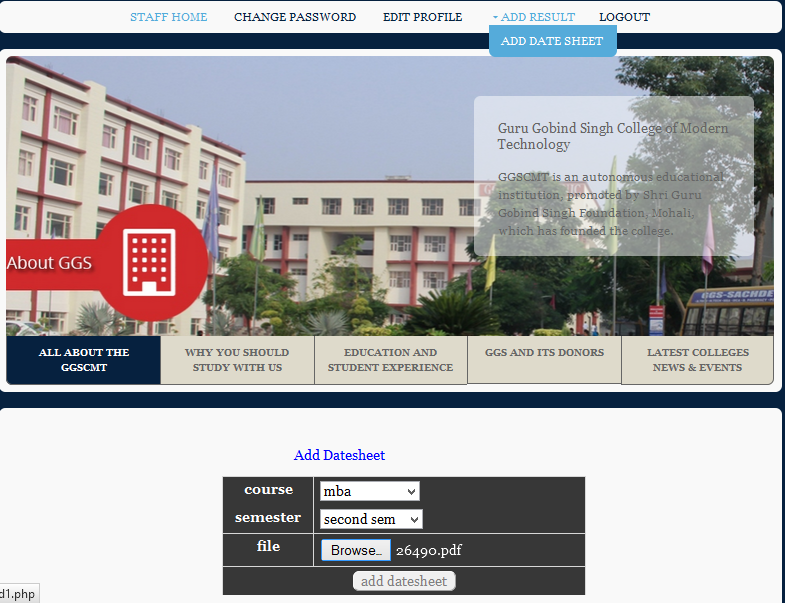 STAFF HOME CHANGE PASSWORD EDIT PROFILE ADD RESULT LOGOUT
ADD DATE SHEET
Guru Gobind Singh College of Modern
Technology
GGSCMT is an autonomous educational
institution, promoted by Shri Guru
Gobind Singh Foundation, Mohali,
which has founded the college.
About GGS
GGS-SACHDE
ALL ABOUT THE
GGSCMT
WHY YOU SHOULD
STUDY WITH US
EDUCATION AND
STUDENT EXPERIENCE
GGS AND ITS DONORS
LATEST COLLEGES
NEWS & EVENTS
Add Datesheet
course mba
semester second sem
file Browse_ 26490.pdf
add datesheet
d1.php